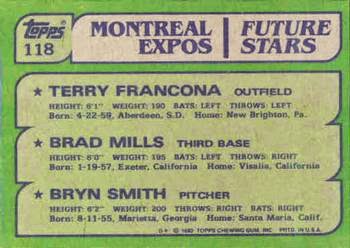 Topps
118
MONTREAL EXPOS
FUTURE STARS
★ TERRY FRANCONA OUTFIELD
HEIGHT: 6'1" WEIGHT: 190 BATS: LEFT THROWS: LEFT
Born: 4-22-59, Aberdeen, S.D. Home: New Brighton, Pa.
★ BRAD MILLS THIRD BASE
HEIGHT: 6'0" WEIGHT: 195 BATS: LEFT THROWS: RIGHT
Born: 1-19-57, Exeter, California Home: Visalia, California
★ BRYN SMITH PITCHER
HEIGHT: 6'2" WEIGHT: 200 BATS: RIGHT THROWS: RIGHT
Born: 8-11-55, Marietta, Georgia Home: Santa Maria, Calif.
© 1982 TOPPS CHEWING GUM, INC. PRTD. IN U.S.A.